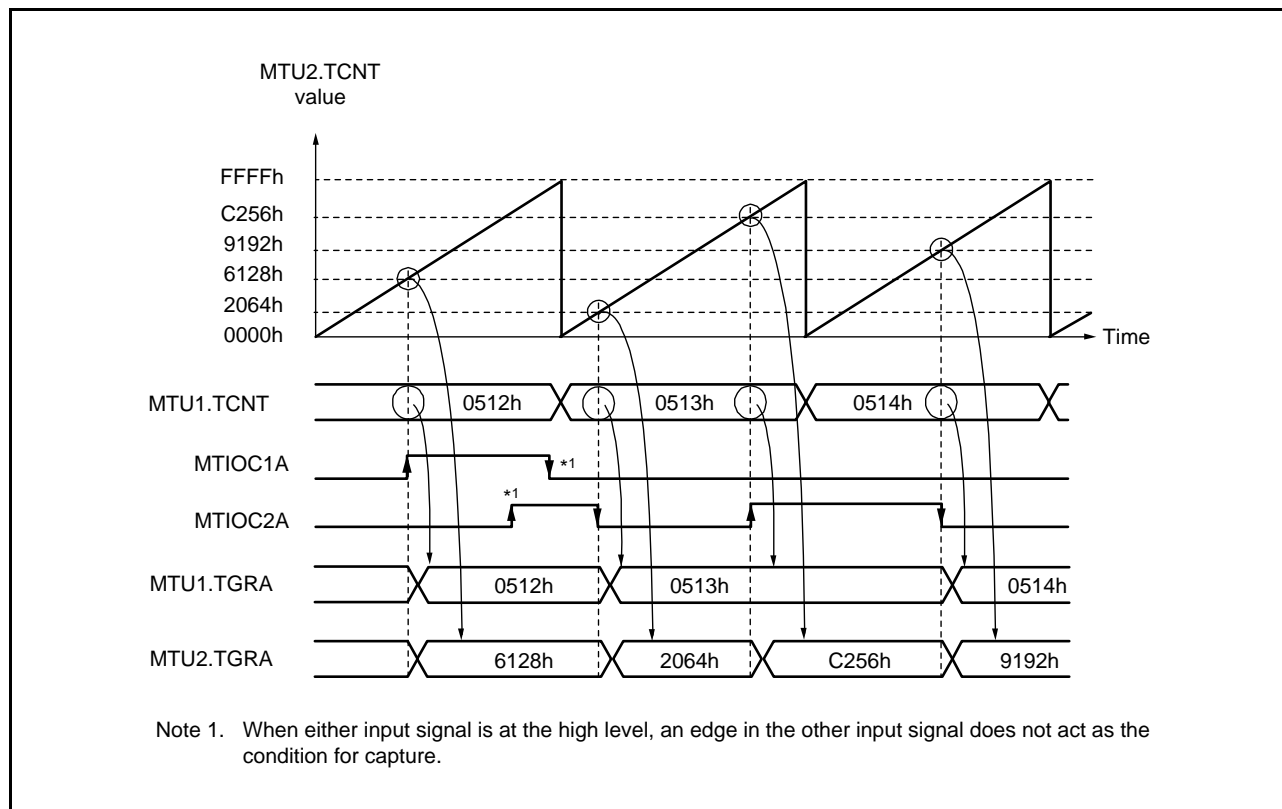 MTU2.TCNT
value
FFFFh
C256h
9192h
6128h
2064h
0000h
Time
MTU1.TCNT 0512h 0513h 0514h
MTIOC1A *1
MTIOC2A *1
MTU1.TGRA 0512h 0513h 0514h
MTU2.TGRA 6128h 2064h C256h 9192h
Note 1. When either input signal is at the high level, an edge in the other input signal does not act as the
condition for capture.